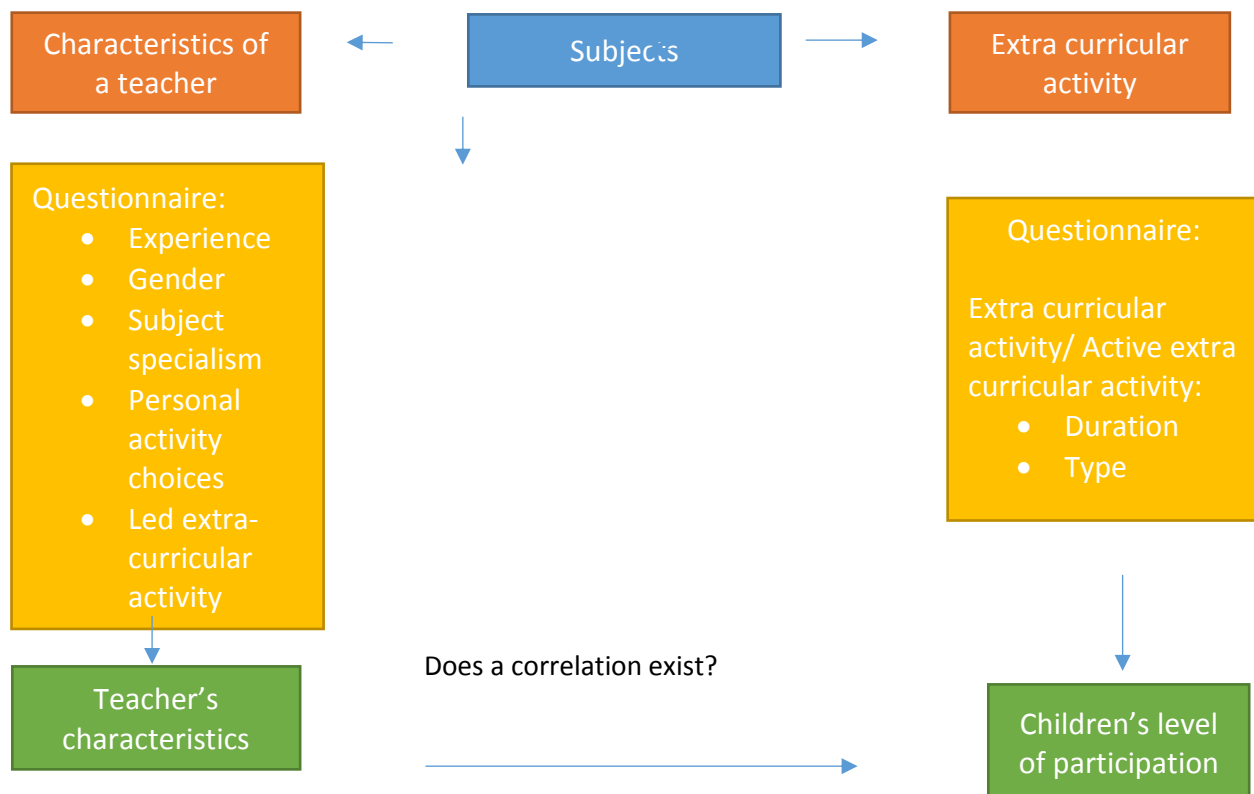 Characteristics of
a teacher
Subjects
Extra curricular
activity
Questionnaire:
• Experience
• Gender
• Subject
specialism
• Personal
activity
choices
• Led extra-
curricular
activity
Questionnaire:
Extra curricular
activity/ Active extra
curricular activity:
• Duration
• Type
Does a correlation exist?
Teacher’s
characteristics
Children’s level
of participation